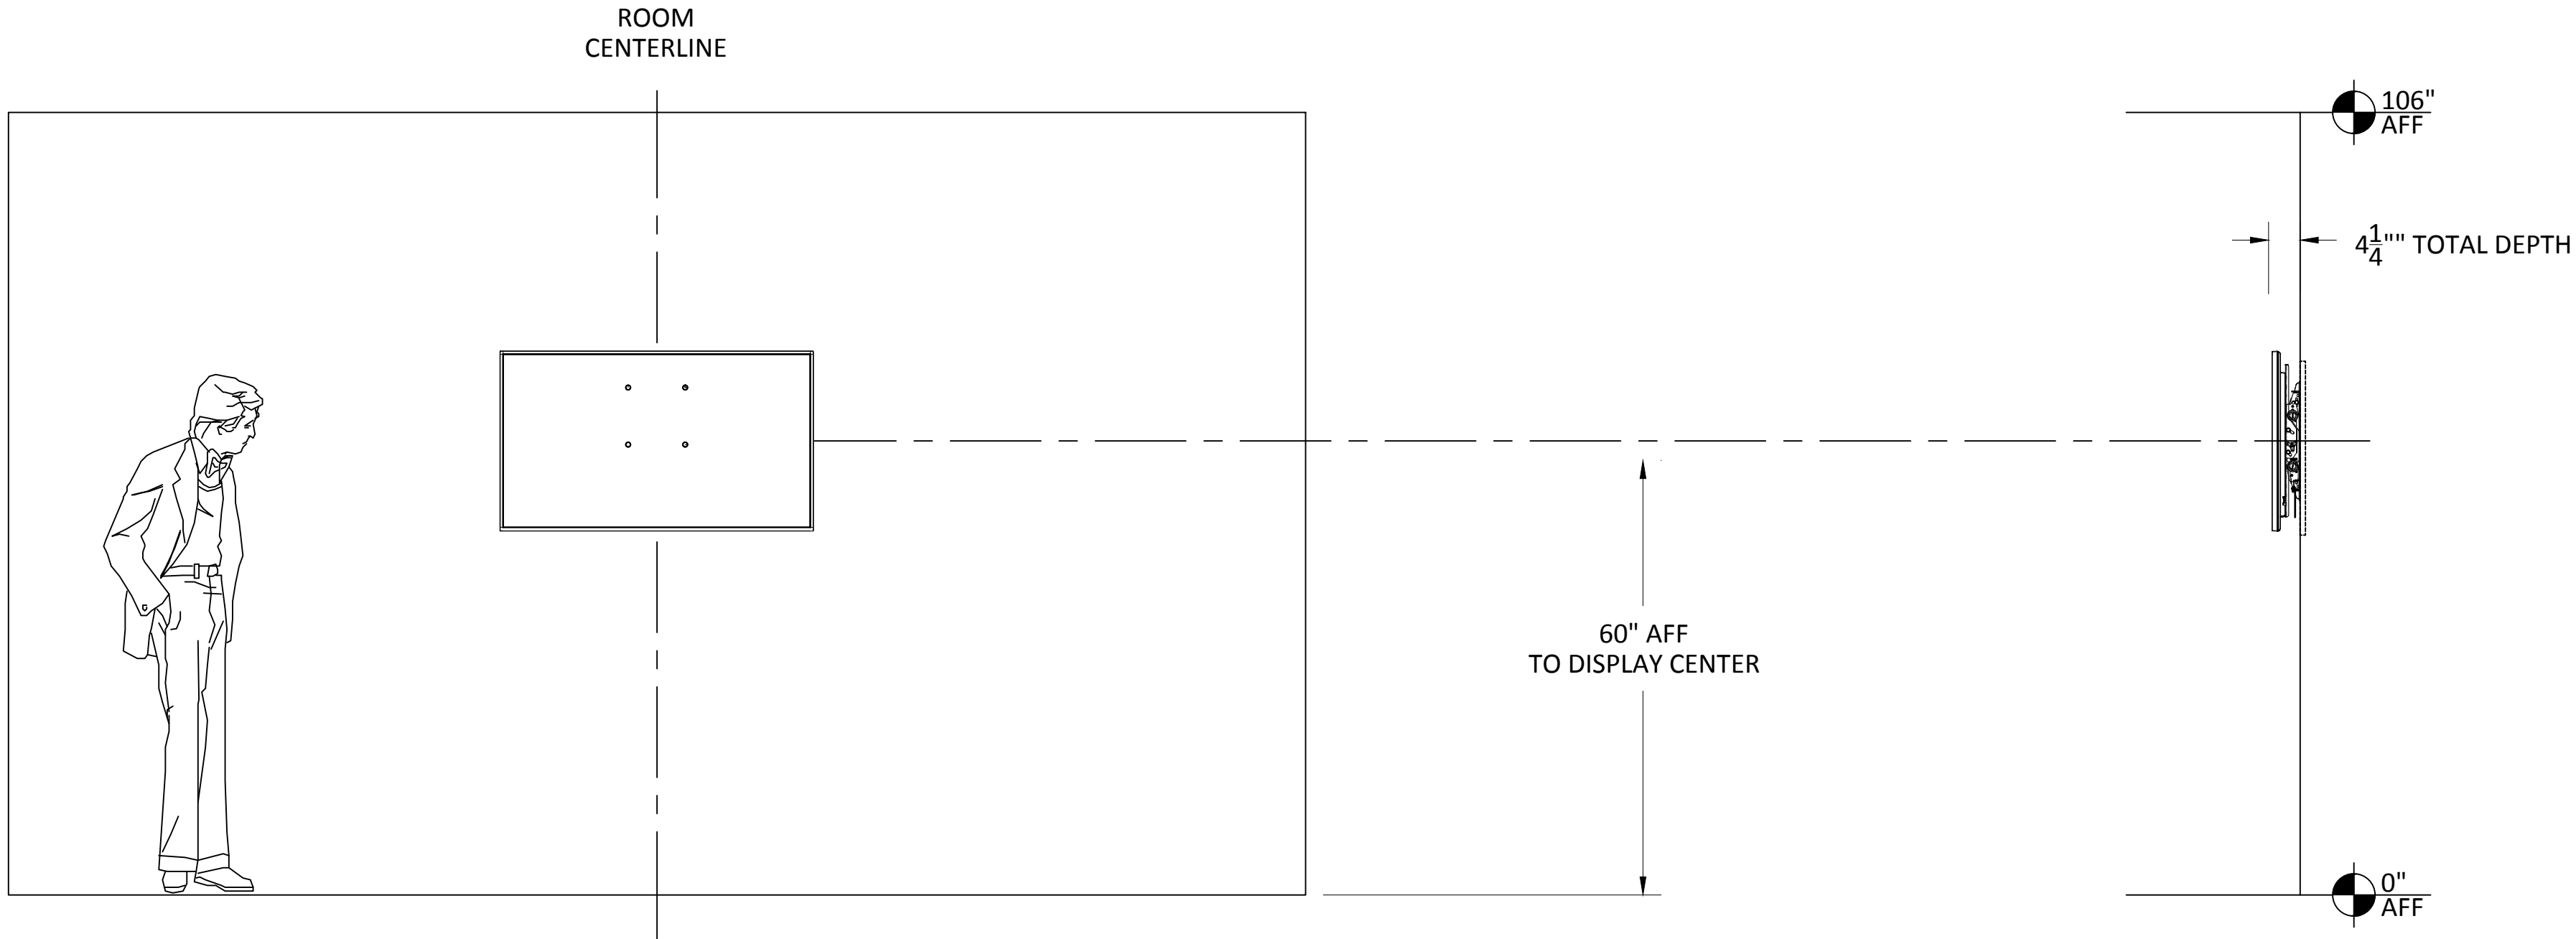 ROOM
CENTERLINE
106"
AFF
4 1/4"" TOTAL DEPTH
60" AFF
TO DISPLAY CENTER
0"
AFF